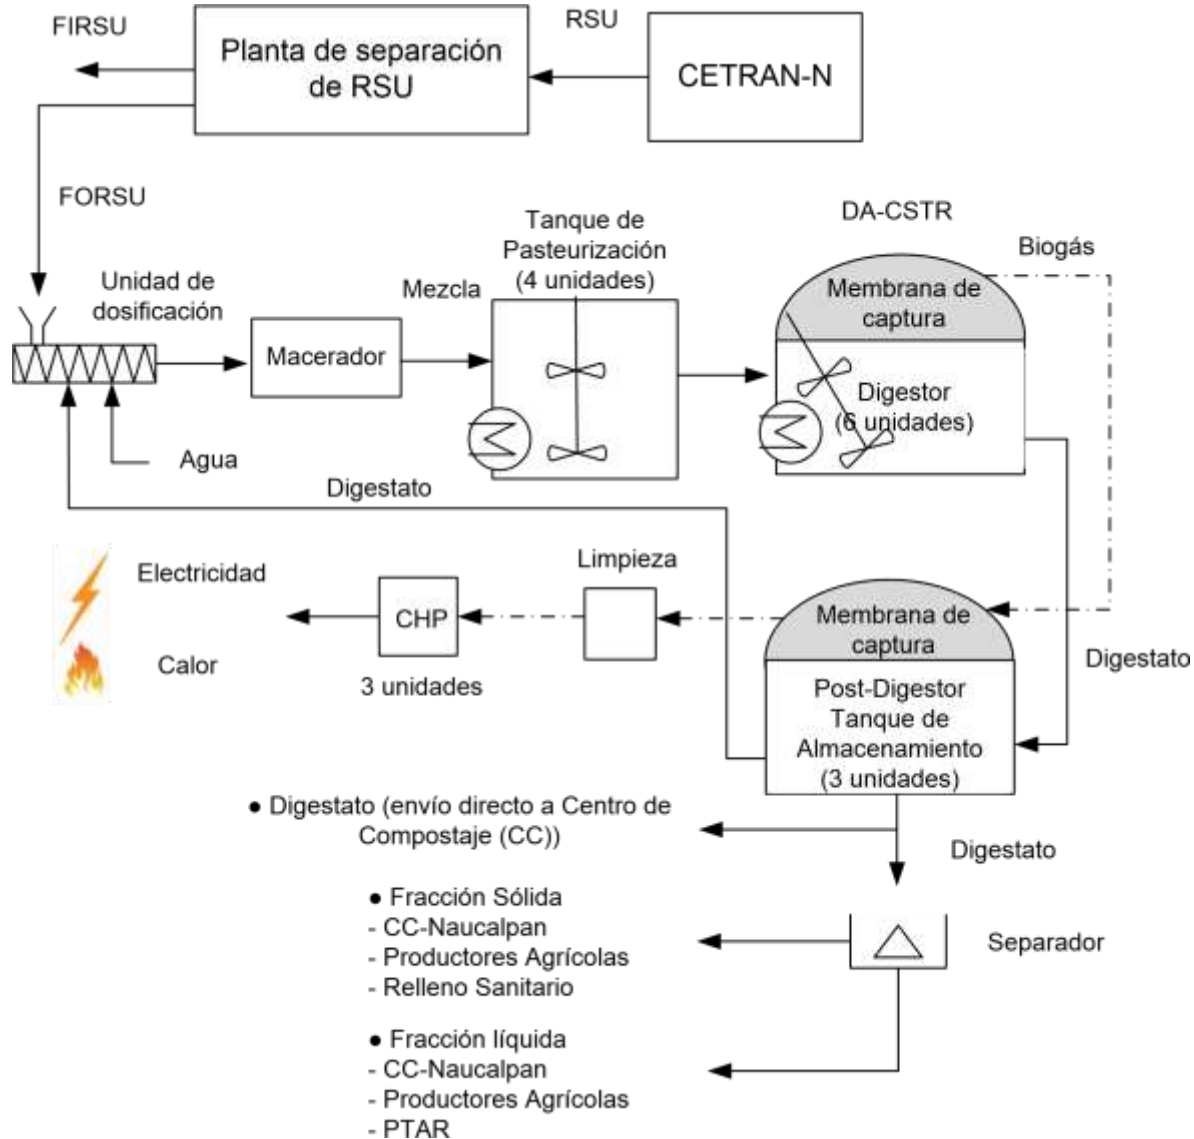 FIRSU
Planta de separación
de RSU
RSU
CETRAN-N
FORSU
Unidad de
dosificación
Macerador
Mezcla
Tanque de
Pasteurización
(4 unidades)
DA-CSTR
Membrana de
captura
Digestor
(6 unidades)
Biogás
Agua
Digestato
Electricidad
Calor
CHP
3 unidades
Limpieza
Membrana de
captura
Post-Digestor
Tanque de
Almacenamiento
(3 unidades)
Digestato
● Digestato (envío directo a Centro de
Compostaje (CC))
Digestato
● Fracción Sólida
- CC-Naucalpan
- Productores Agrícolas
- Relleno Sanitario
Separador
● Fracción líquida
- CC-Naucalpan
- Productores Agrícolas
- PTAR